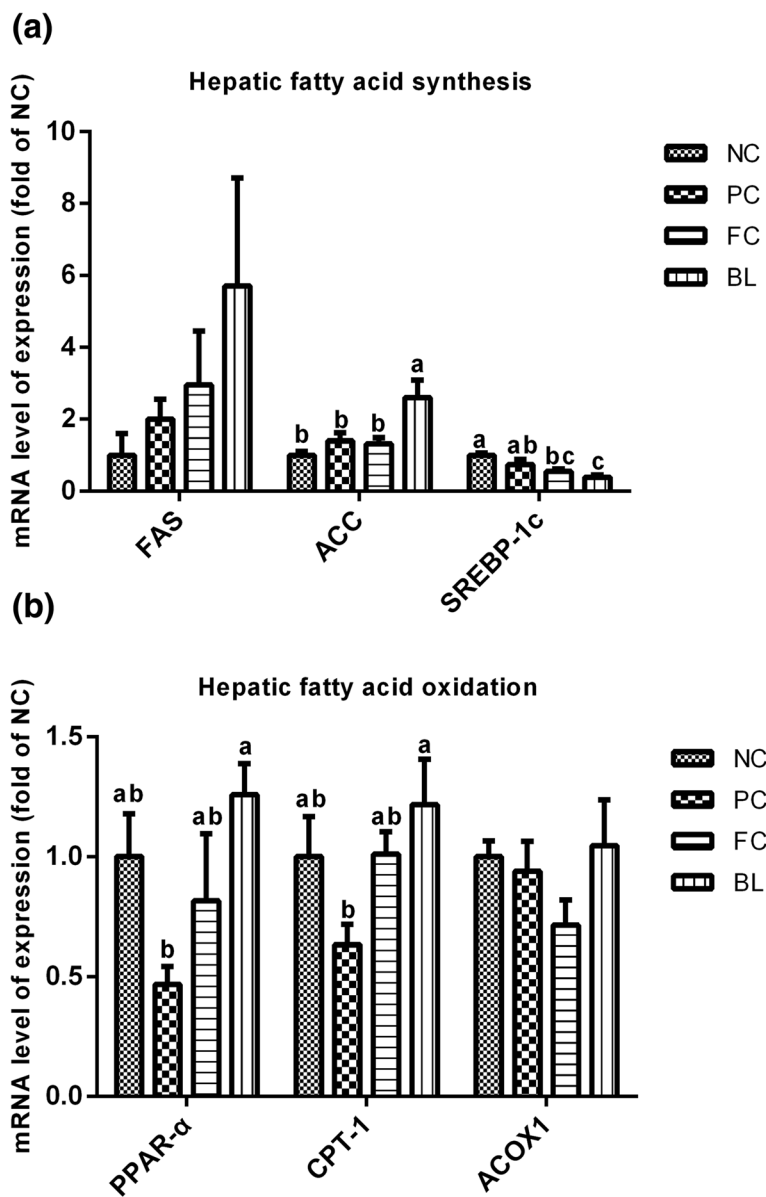 (a)
Hepatic fatty acid synthesis
mRNA level of expression (fold of NC)
10
8
6
4
2
0
b b b a
a ab bc c
FAS ACC SREBP-1c
NC
PC
FC
BL
(b)
Hepatic fatty acid oxidation
mRNA level of expression (fold of NC)
1.5
1.0
0.5
0.0
ab b ab a
ab b ab a
PPAR-α CPT-1 ACOX1
NC
PC
FC
BL